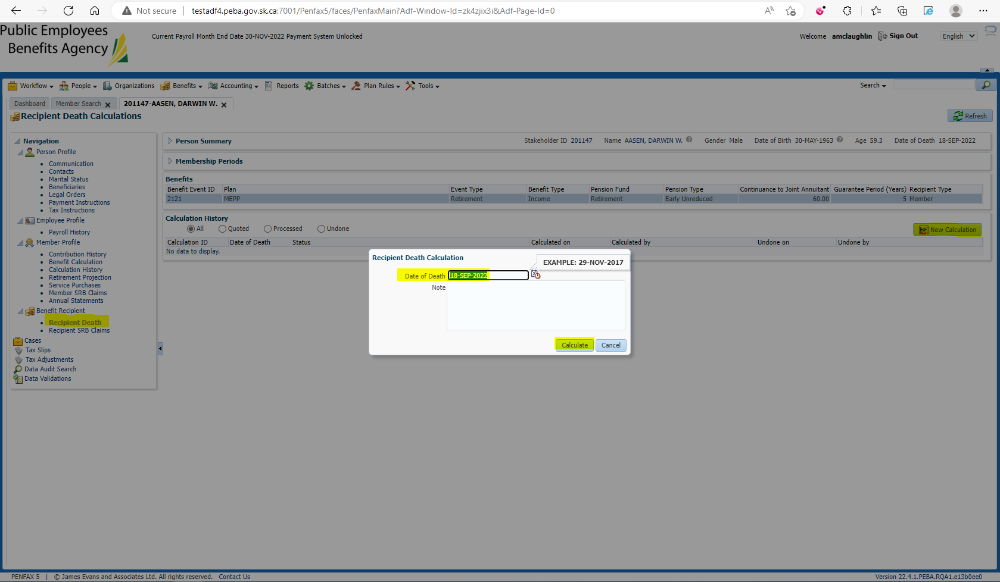 Not secure testadf4.peba.gov.sk.ca:7001/Penfax5/faces/PenfaxMain?Adf-Window-Id=zk4zjix3i&Adf-Page-Id=0
Public Employees
Benefits Agency
Current Payroll Month End Date 30-NOV-2022 Payment System Unlocked
Welcome amclaughlin Sign Out English
Workflow People Organizations Benefits Accounting Reports Batches Plan Rules Tools Search
Dashboard Member Search 201147-AASEN, DARWIN W.
Recipient Death Calculations Refresh
Navigation
Person Profile
Communication
Contacts
Marital Status
Beneficiaries
Legal Orders
Payment Instructions
Tax Instructions
Employee Profile
Payroll History
Member Profile
Contribution History
Benefit Calculation
Calculation History
Retirement Projection
Service Purchases
Member SRB Claims
Annual Statements
Benefit Recipient
Recipient Death
Recipient SRB Claims
Cases
Tax Slips
Tax Adjustments
Data Audit Search
Data Validations
Person Summary Stakeholder ID 201147 Name AASEN, DARWIN W. Gender Male Date of Birth 30-MAY-1963 Age 59.3 Date of Death 18-SEP-2022
Membership Periods
Benefits
Benefit Event ID Plan Event Type Benefit Type Pension Fund Pension Type Continuance to Joint Annuitant Guarantee Period (Years) Recipient Type
2121 MEPP Retirement Income Retirement Early Unreduced 60.00 5 Member
Calculation History
All Quoted Processed Undone New Calculation
Calculation ID Date of Death Status Calculated on Calculated by Undone on Undone by
No data to display.
Recipient Death Calculation
EXAMPLE: 29-NOV-2017
Date of Death 18-SEP-2022
Note
Calculate Cancel
PENFAX 5 | © James Evans and Associates Ltd. All rights reserved. Contact Us Version 22.4.1.PEBA.RQA1.e13b0ee0